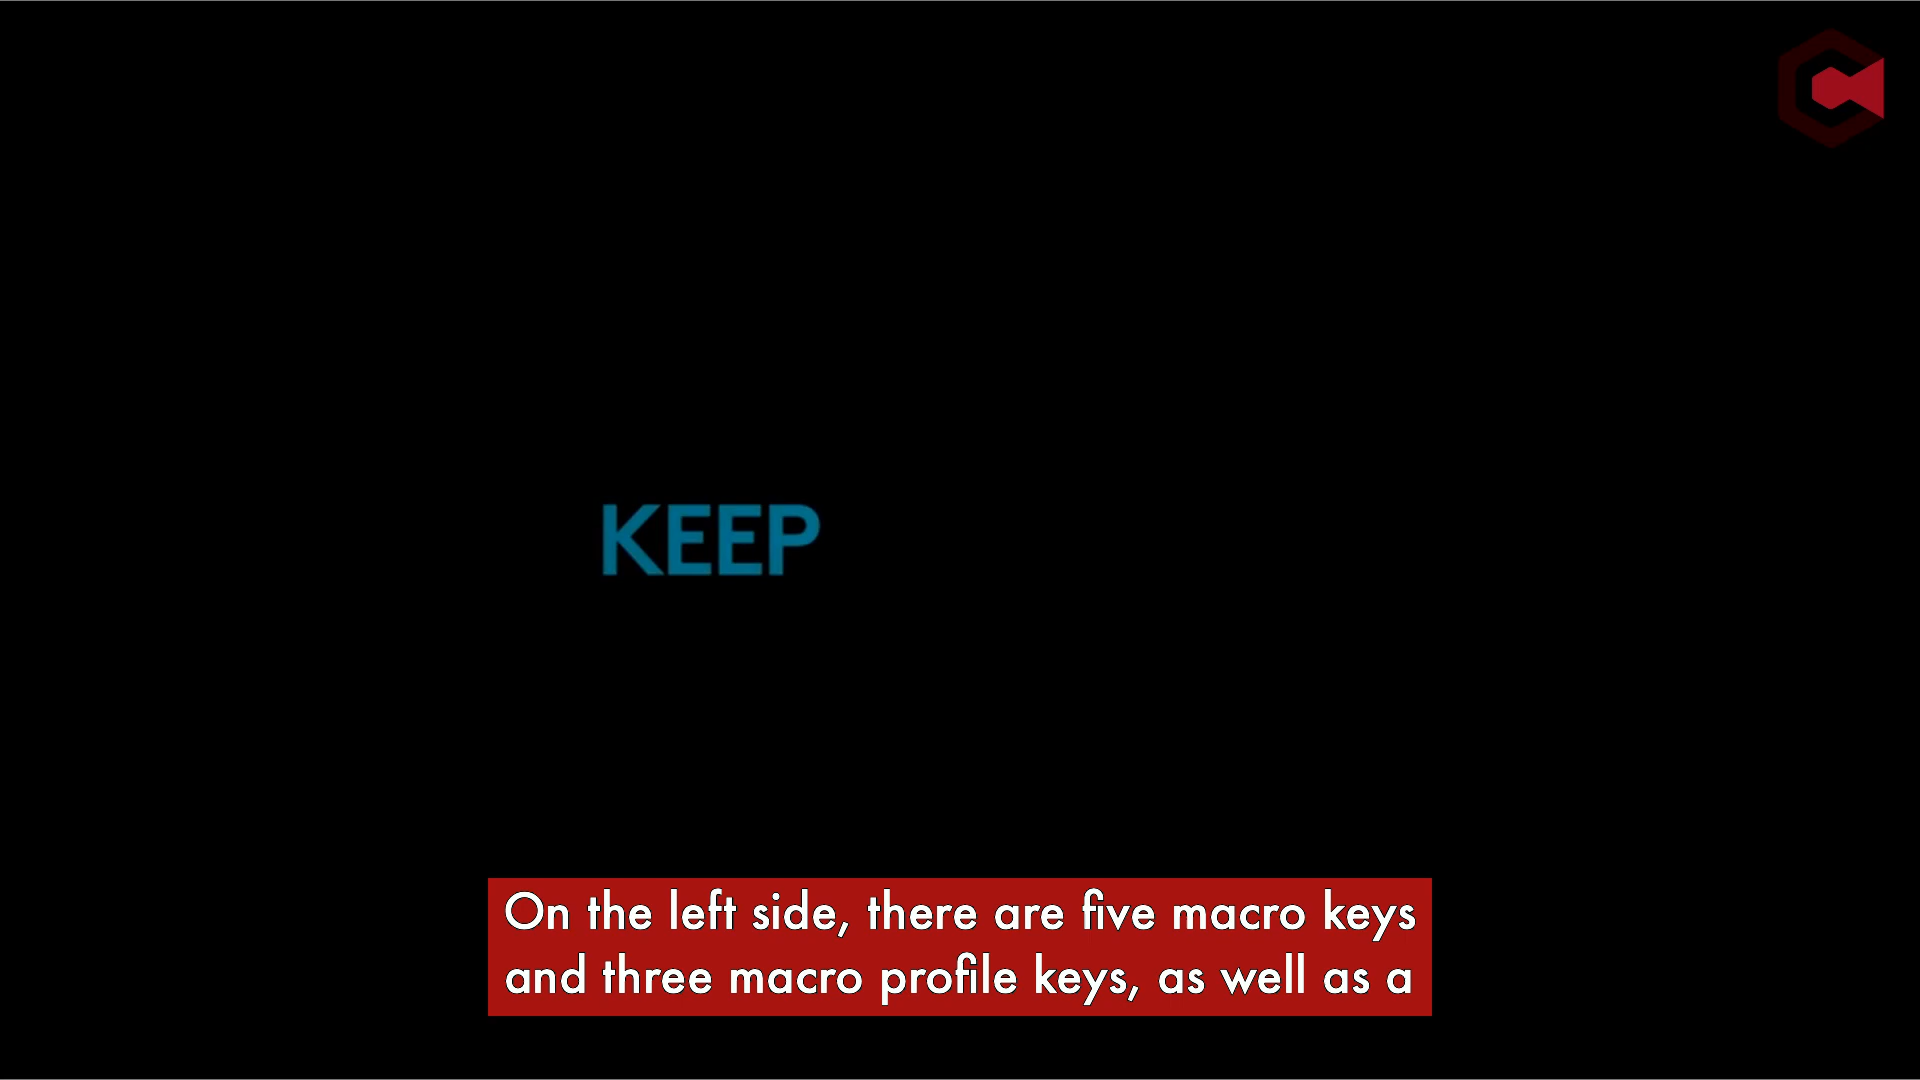 KEEP
On the left side, there are five macro keys
and three macro profile keys, as well as a